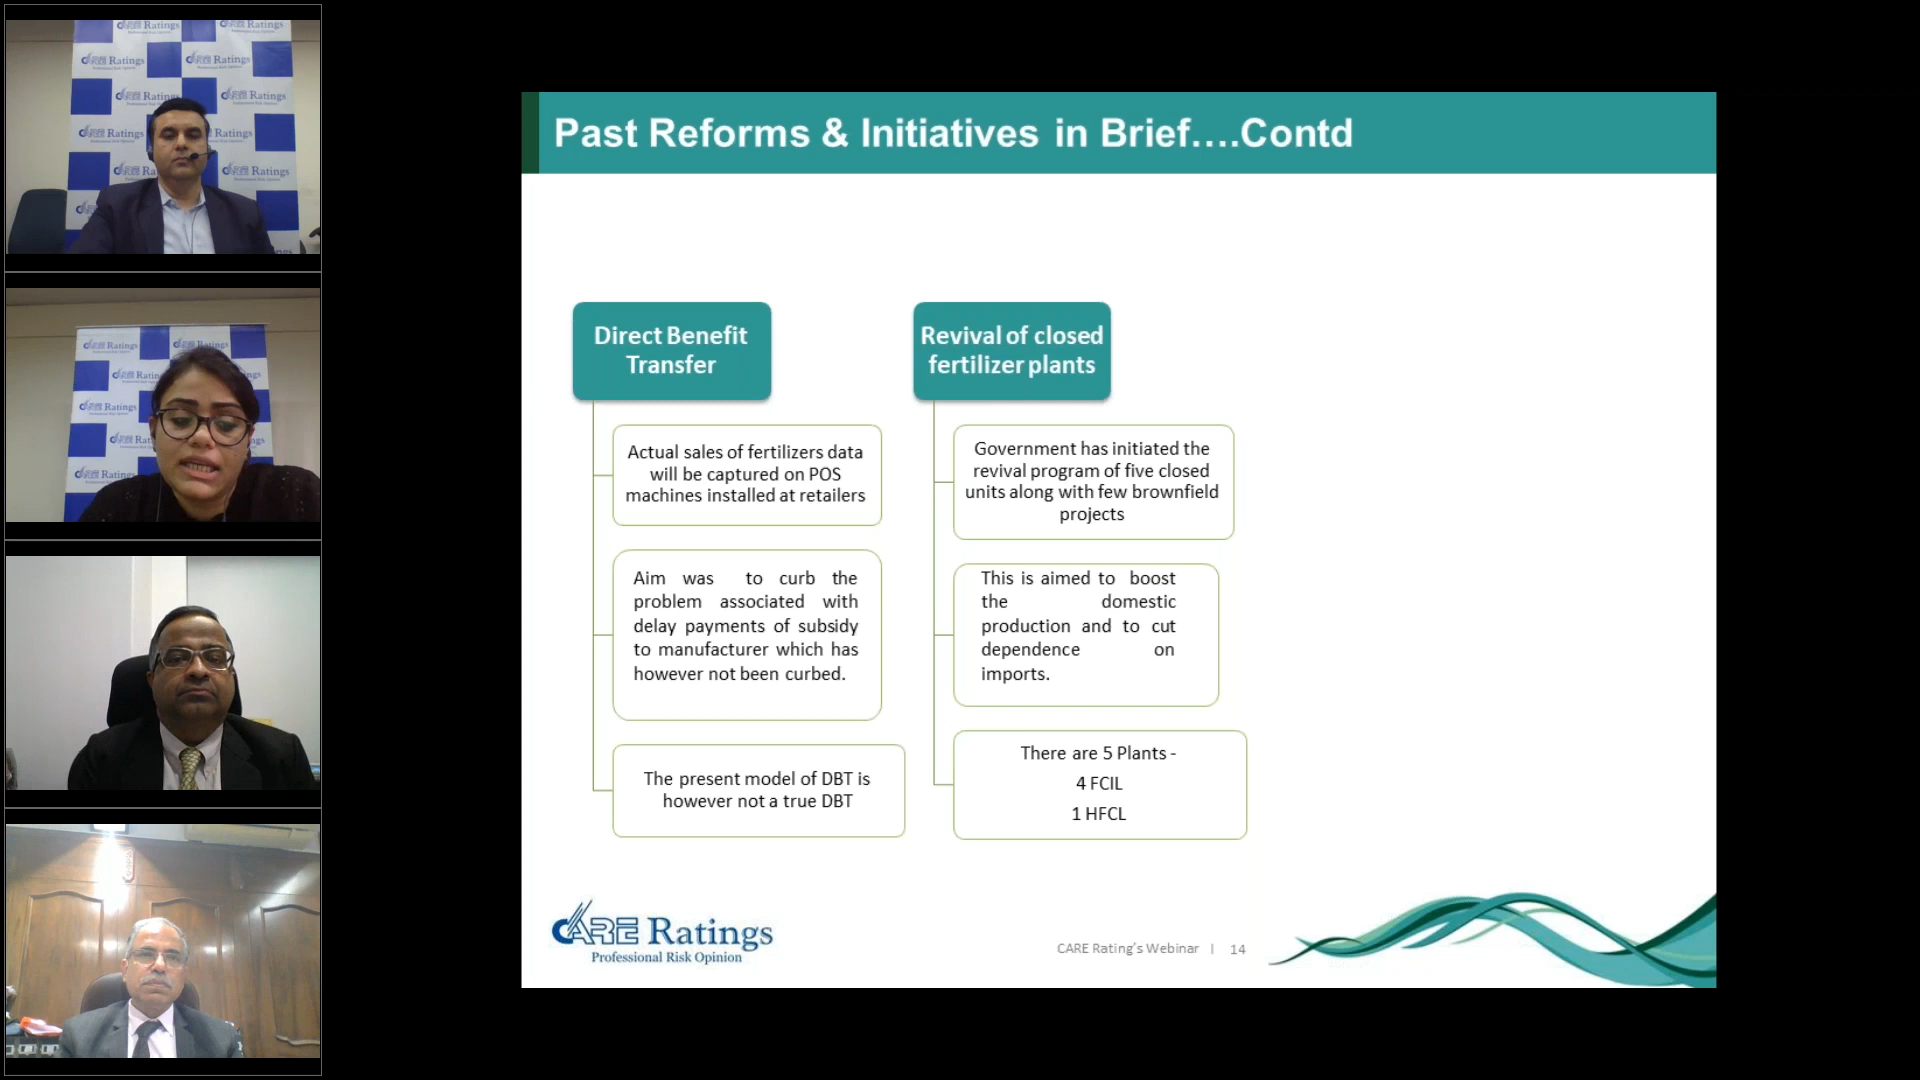 Past Reforms & Initiatives in Brief....Contd
Direct Benefit
Transfer
Actual sales of fertilizers data
will be captured on POS
machines installed at retailers
Aim was to curb the
problem associated with
delay payments of subsidy
to manufacturer which has
however not been curbed.
The present model of DBT is
however not a true DBT
Revival of closed
fertilizer plants
Government has initiated the
revival program of five closed
units along with few brownfield
projects
This is aimed to boost
the domestic
production and to cut
dependence on
imports.
There are 5 Plants -
4 FCIL
1 HFCL
CARE Ratings
Professional Risk Opinion
CARE Rating's Webinar | 14